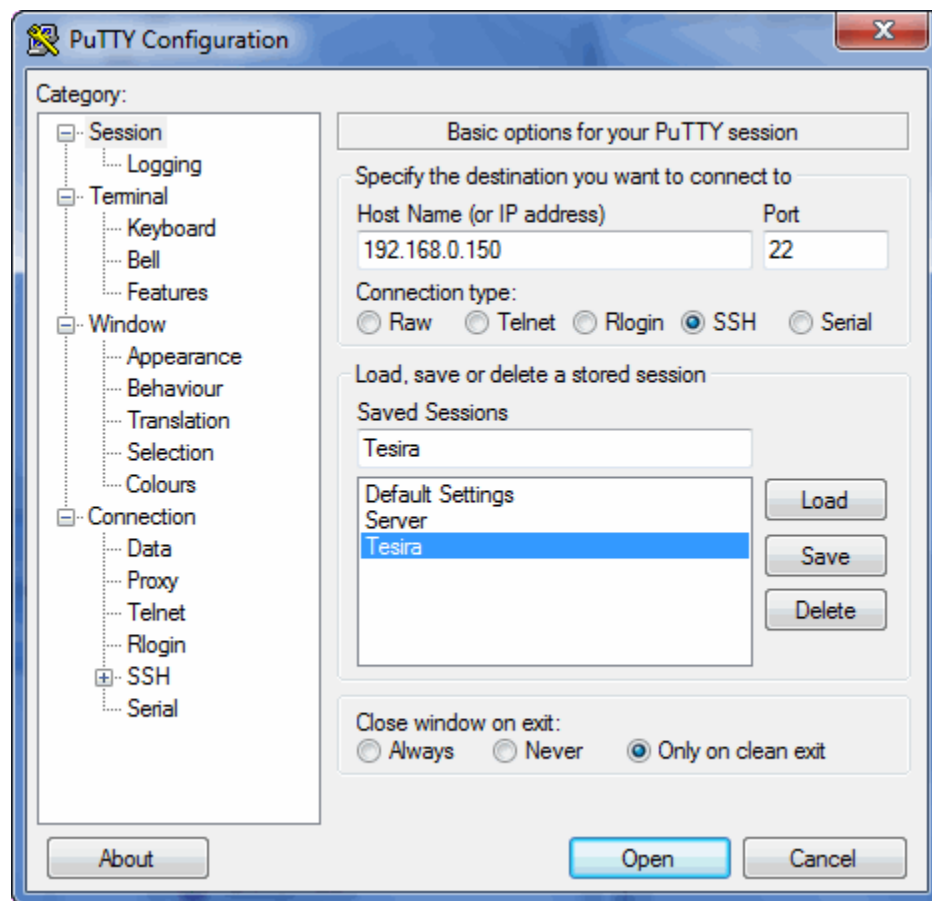 PuTTY Configuration
Category:
Session
Logging
Terminal
Keyboard
Bell
Features
Window
Appearance
Behaviour
Translation
Selection
Colours
Connection
Data
Proxy
Telnet
Rlogin
SSH
Serial
Basic options for your PuTTY session
Specify the destination you want to connect to
Host Name (or IP address) Port
192.168.0.150 22
Connection type:
Raw Telnet Rlogin SSH Serial
Load, save or delete a stored session
Saved Sessions
Tesira
Default Settings
Server
Tesira
Load
Save
Delete
Close window on exit:
Always Never Only on clean exit
About Open Cancel